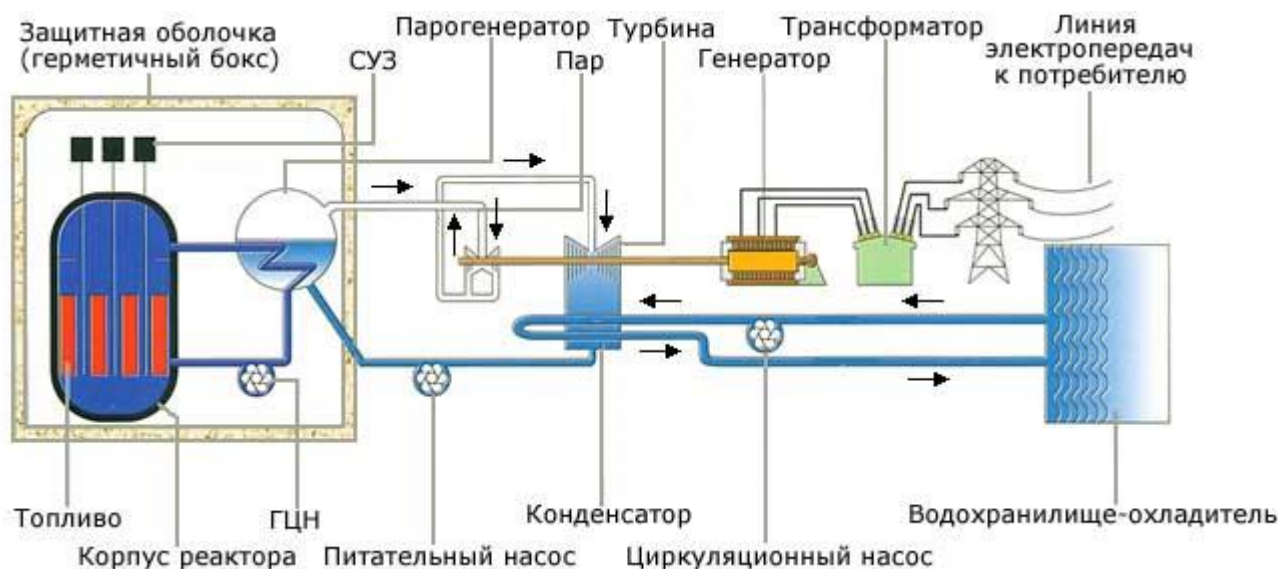 Защитная оболочка
(герметичный бокс)
СУЗ
Парогенератор
Пар
Турбина
Генератор
Трансформатор
Линия
электропередач
к потребителю
Топливо
Корпус реактора
ГЦН
Питательный насос
Конденсатор
Циркуляционный насос
Водохранилище-охладитель